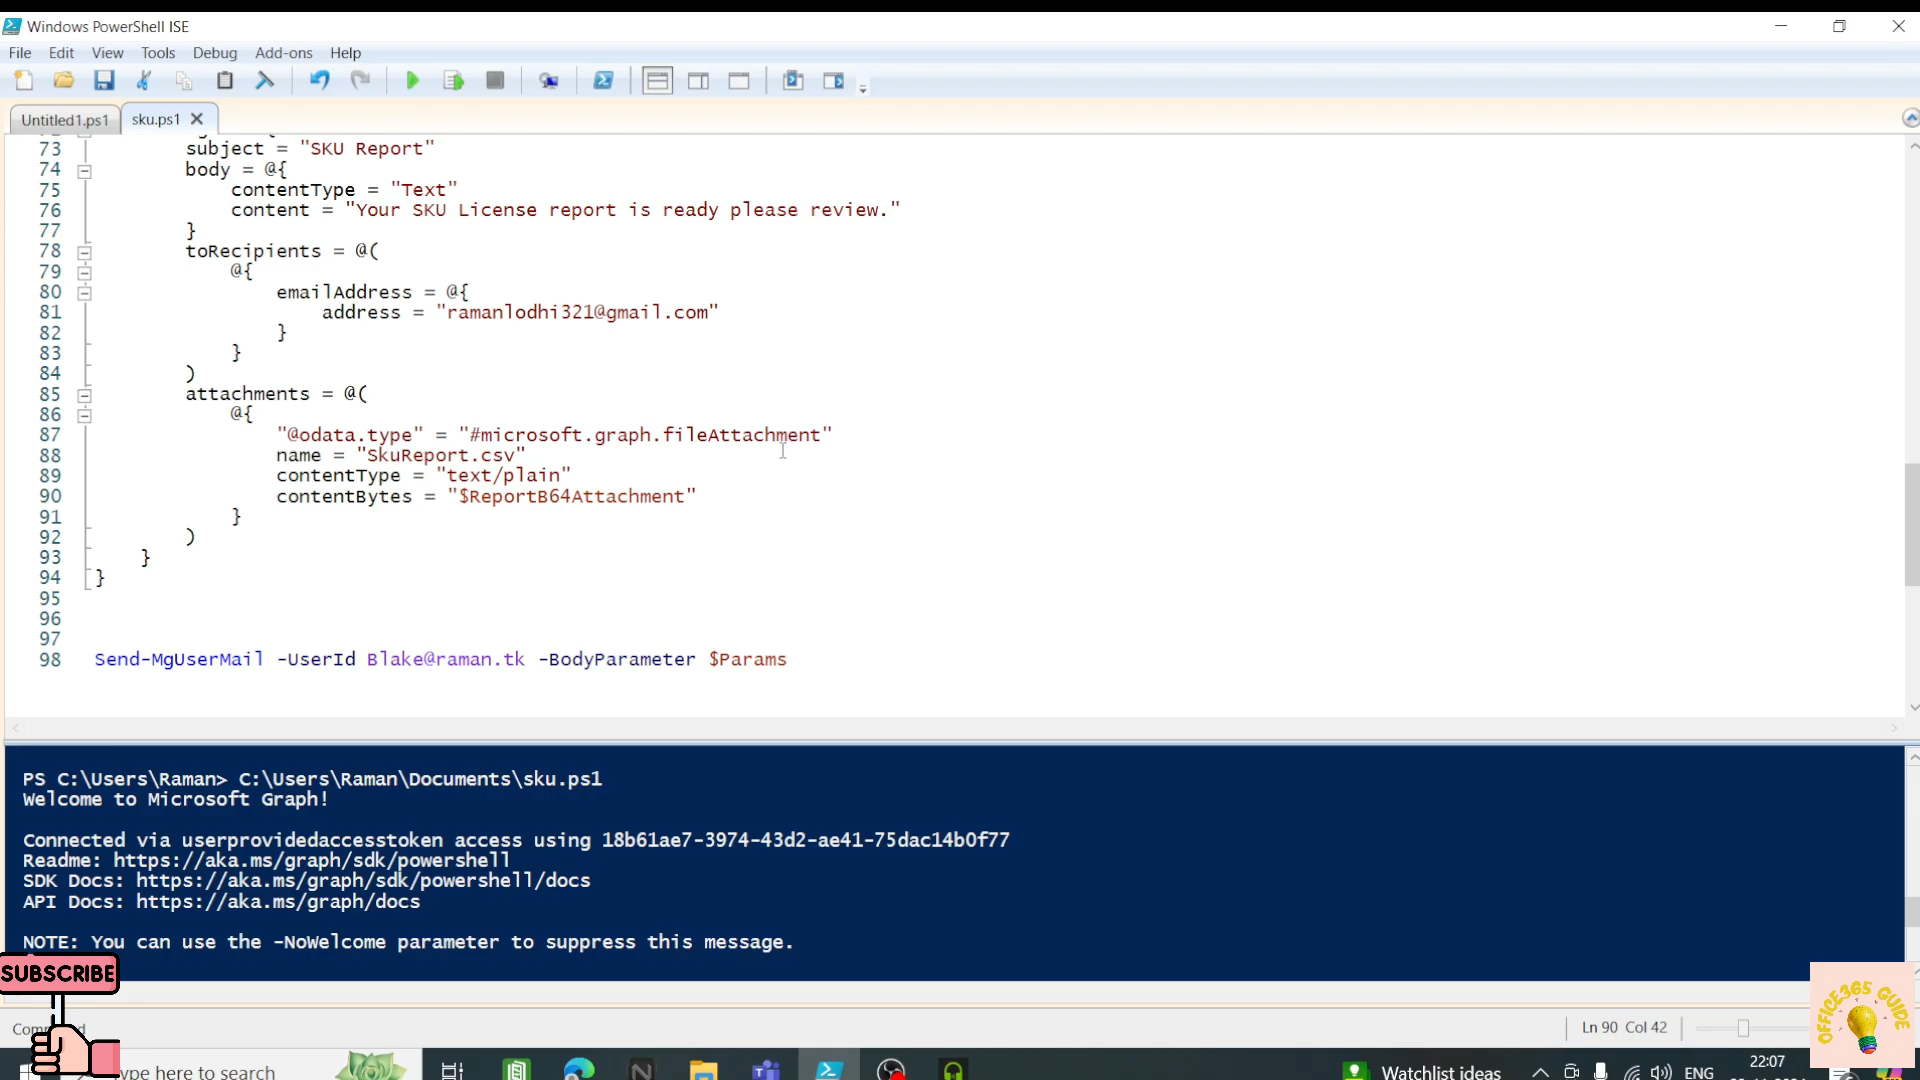 Windows PowerShell ISE
File Edit View Tools Debug Add-ons Help
Untitled1.ps1 sku.ps1
73 subject = "SKU Report"
74 body = @{
75 contentType = "Text"
76 content = "Your SKU License report is ready please review."
77 }
78 toRecipients = @(
79 @{
80 emailAddress = @{
81 address = "ramanlodhi321@gmail.com"
82 }
83 }
84 )
85 attachments = @(
86 @{
87 "@odata.type" = "#microsoft.graph.fileAttachment"
88 name = "SkuReport.csv"
89 contentType = "text/plain"
90 contentBytes = "$ReportB64Attachment"
91 }
92 )
93 }
94 }
95
96
97
98 Send-MgUserMail -UserId Blake@raman.tk -BodyParameter $Params
PS C:\Users\Raman> C:\Users\Raman\Documents\sku.ps1
Welcome to Microsoft Graph!
Connected via userprovidedaccesstoken access using 18b61ae7-3974-43d2-ae41-75dac14b0f77
Readme: https://aka.ms/graph/sdk/powershell
SDK Docs: https://aka.ms/graph/sdk/powershell/docs
API Docs: https://aka.ms/graph/docs
NOTE: You can use the -NoWelcome parameter to suppress this message.
SUBSCRIBE
OFFICE365 GUIDE
Ln 90 Col 42
ype here to search
Watchlist ideas
ENG
22:07